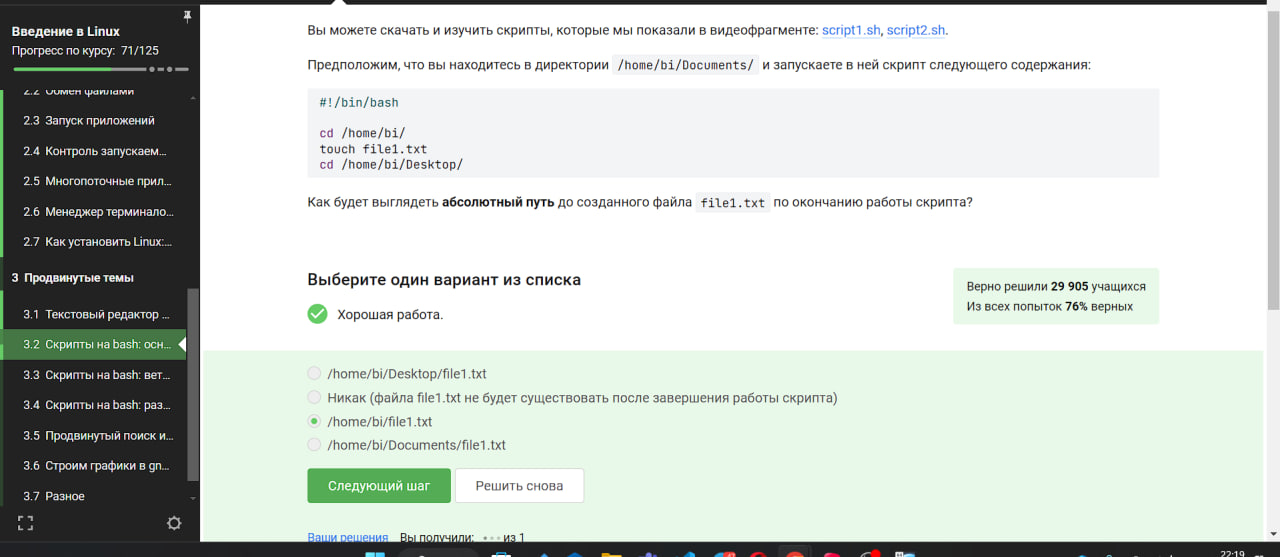 Введение в Linux
Прогресс по курсу: 71/125
2.2 Обмен файлами
2.3 Запуск приложений
2.4 Контроль запускаем...
2.5 Многопоточные прил...
2.6 Менеджер терминало...
2.7 Как установить Linux:...
3 Продвинутые темы
3.1 Текстовый редактор ...
3.2 Скрипты на bash: осн...
3.3 Скрипты на bash: вет...
3.4 Скрипты на bash: раз...
3.5 Продвинутый поиск и...
3.6 Строим графики в gn...
3.7 Разное
Вы можете скачать и изучить скрипты, которые мы показали в видеофрагменте: script1.sh, script2.sh.
Предположим, что вы находитесь в директории /home/bi/Documents/ и запускаете в ней скрипт следующего содержания:
#!/bin/bash
cd /home/bi/
touch file1.txt
cd /home/bi/Desktop/
Как будет выглядеть абсолютный путь до созданного файла file1.txt по окончанию работы скрипта?
Выберите один вариант из списка
Хорошая работа.
Верно решили 29 905 учащихся
Из всех попыток 76% верных
/home/bi/Desktop/file1.txt
Никак (файла file1.txt не будет существовать после завершения работы скрипта)
/home/bi/file1.txt
/home/bi/Documents/file1.txt
Следующий шаг
Решить снова
Ваши решения Вы получили: ••• из 1
22:19